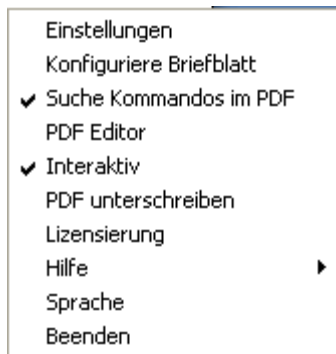 Einstellungen
Konfiguriere Briefblatt
Suche Kommandos im PDF
PDF Editor
Interaktiv
PDF unterschreiben
Lizensierung
Hilfe
Sprache
Beenden